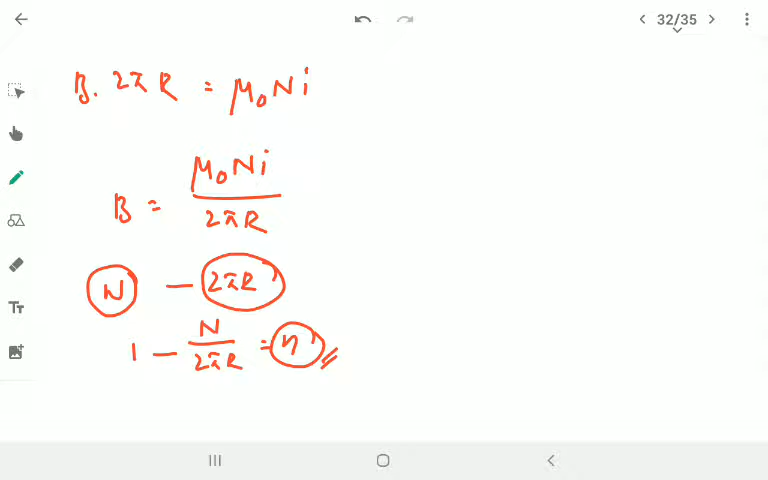 32/35
B. 2πR = μ₀Ni
B = μ₀Ni / 2πR
N — 2πR
1 — N / 2πR = η
Tт